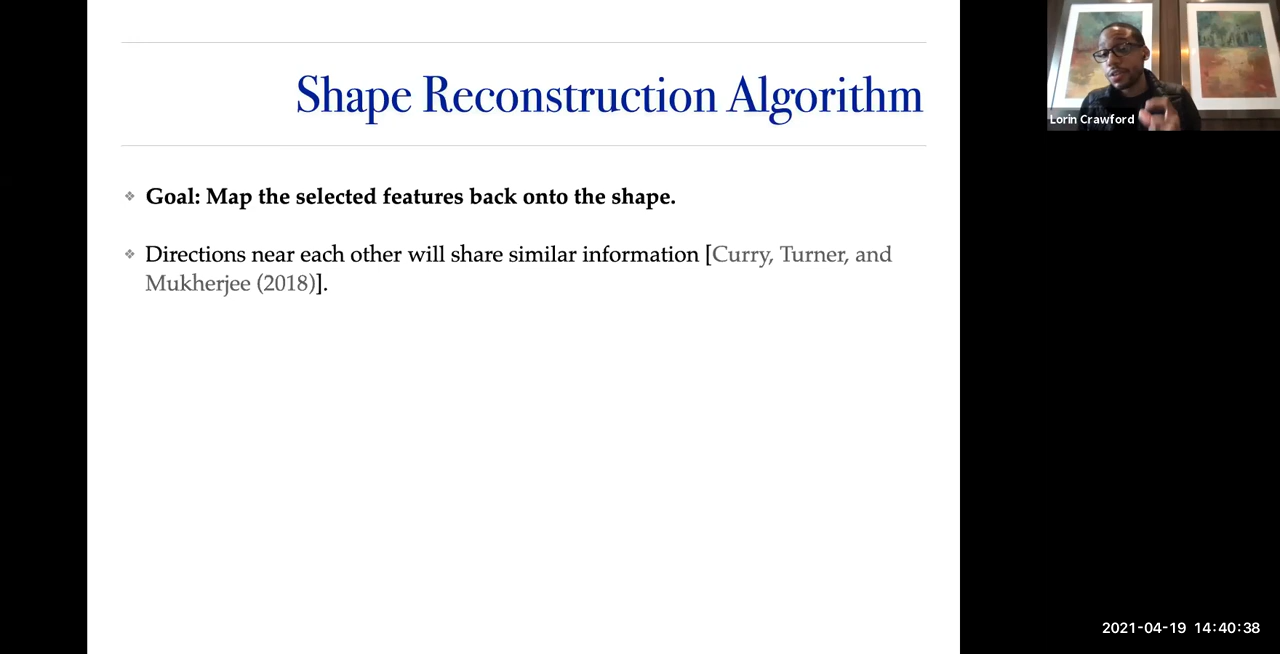 Shape Reconstruction Algorithm
Lorin Crawford
❖ Goal: Map the selected features back onto the shape.
❖ Directions near each other will share similar information [Curry, Turner, and
Mukherjee (2018)].
2021-04-19 14:40:38